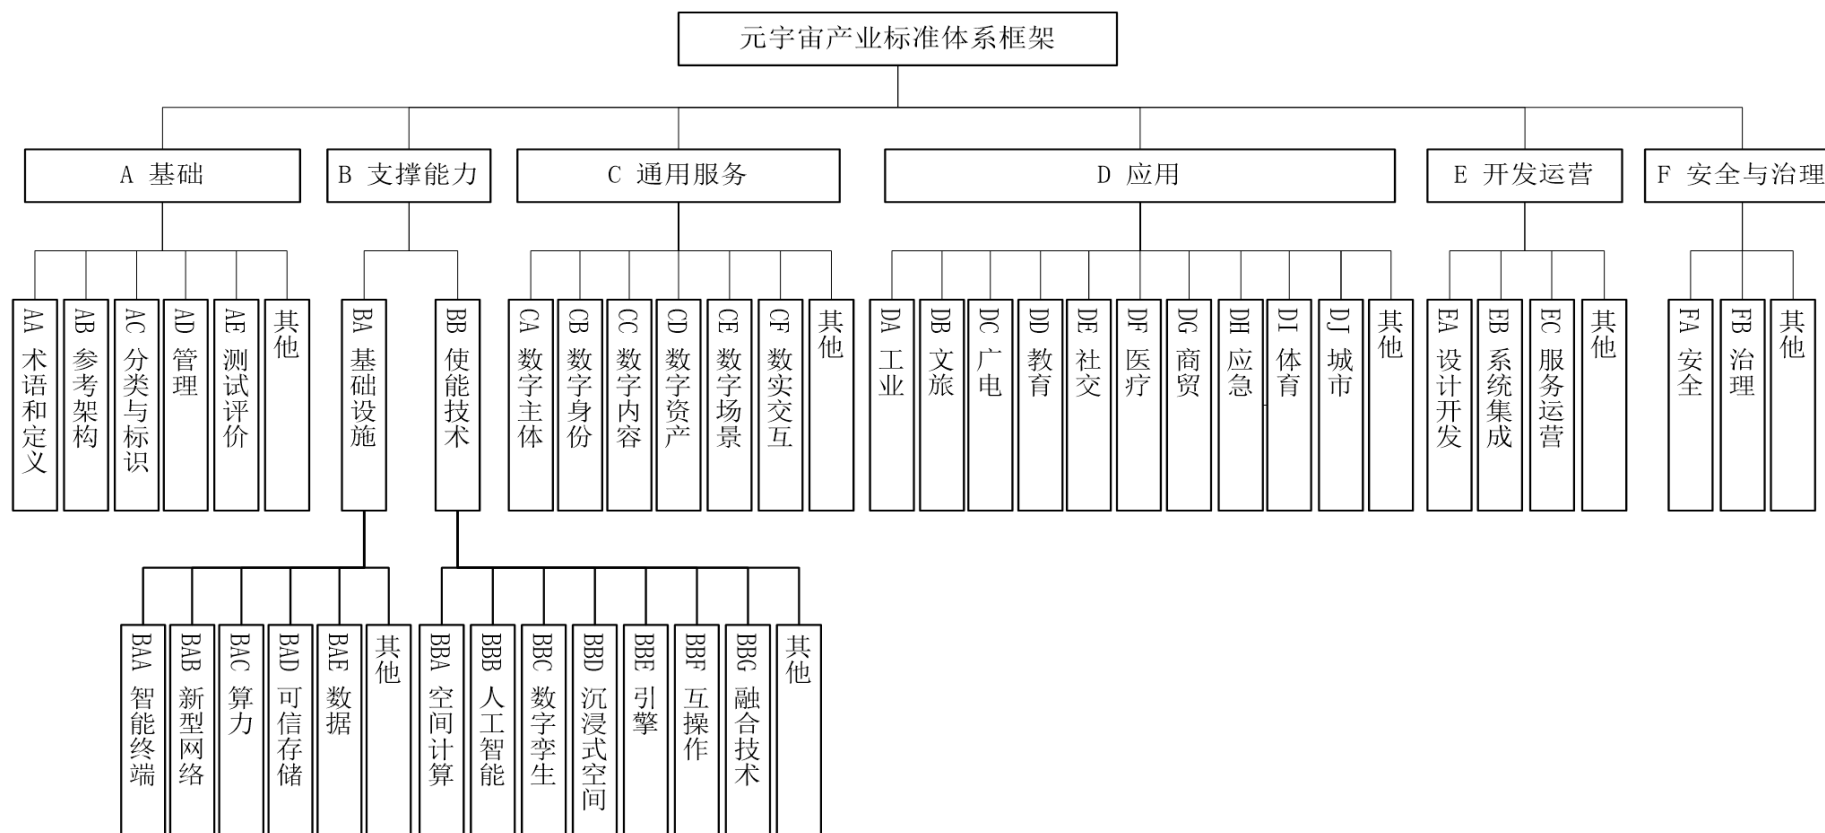 元宇宙产业标准体系框架
A 基础
B 支撑能力
C 通用服务
D 应用
E 开发运营
F 安全与治理
AA 术语和定义
AB 参考架构
AC 分类与标识
AD 管理
AE 测试评价
其他
BA 基础设施
BB 使能技术
CA 数字主体
CB 数字身份
CC 数字内容
CD 数字资产
CE 数字场景
CF 数实交互
其他
DA 工业
DB 文旅
DC 广电
DD 教育
DE 社交
DF 医疗
DG 商贸
DH 应急
DI 体育
DJ 城市
其他
EA 设计开发
EB 系统集成
EC 服务运营
其他
FA 安全
FB 治理
其他
BAA 智能终端
BAB 新型网络
BAC 算力
BAD 可信存储
BAE 数据
其他
BBA 空间计算
BBB 人工智能
BBC 数字孪生
BBD 沉浸式空间
BBE 引擎
BBF 互操作
BBG 融合技术
其他